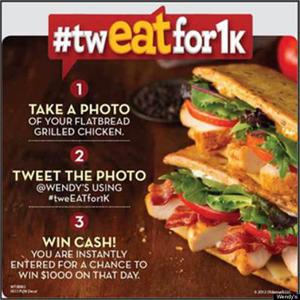 #twEatfor1K
1
TAKE A PHOTO
OF YOUR FLATBREAD
GRILLED CHICKEN.
2
TWEET THE PHOTO
@WENDY'S USING
#tweEATfor1K
3
WIN CASH!
YOU ARE INSTANTLY
ENTERED FOR A CHANCE TO
WIN $1000 ON THAT DAY.
Wendy's